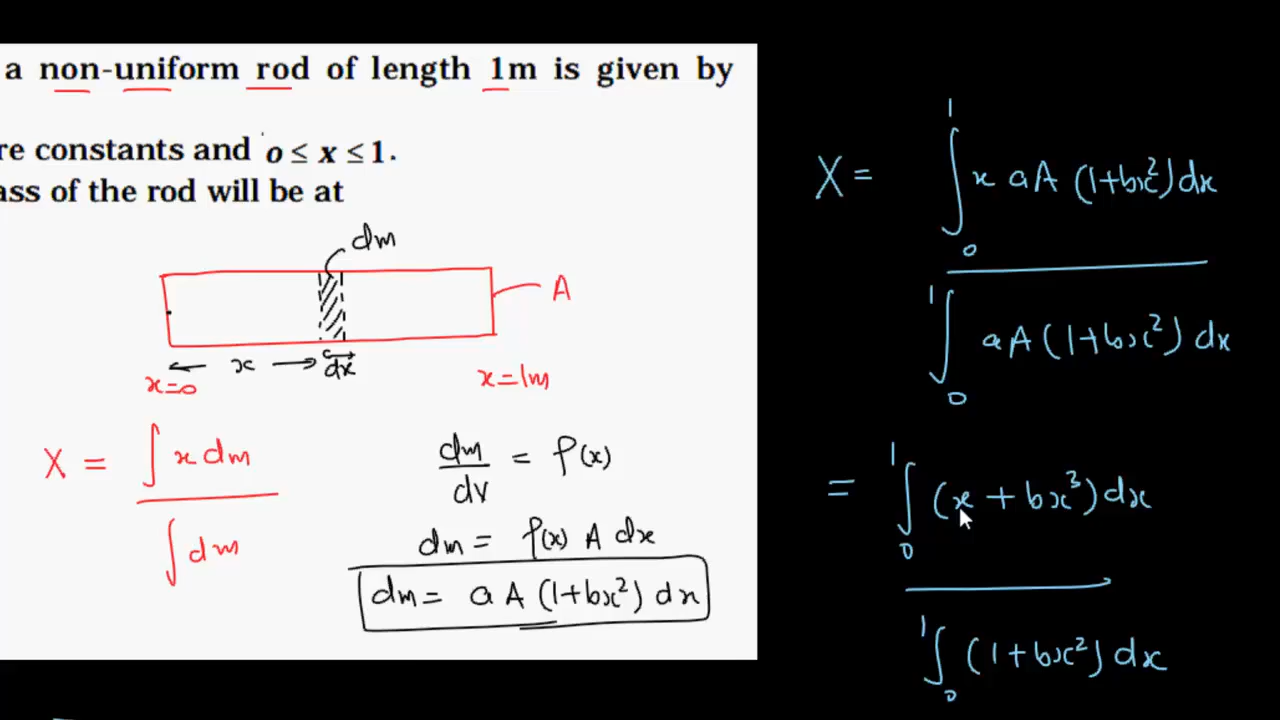 a non-uniform rod of length 1m is given by
re constants and o ≤ x ≤ 1.
ass of the rod will be at
dm
A
x
dx
x=0
x=1m
X = ∫ x dm
∫ dm
dm/dv = ρ(x)
dm = ρ(x) A dx
dm = a A (1+bx²) dx
X = ∫₀¹ x aA (1+bx²) dx
∫₀¹ aA (1+bx²) dx
= ∫₀¹ (x + bx³) dx
∫₀¹ (1+bx²) dx